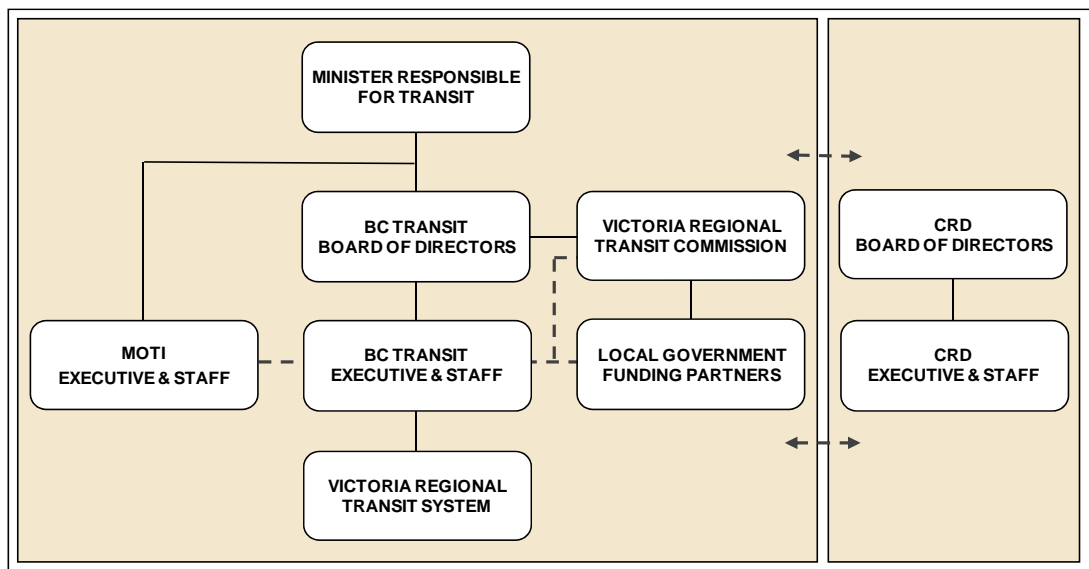 MINISTER RESPONSIBLE
FOR TRANSIT
BC TRANSIT
BOARD OF DIRECTORS
VICTORIA REGIONAL
TRANSIT COMMISSION
CRD
BOARD OF DIRECTORS
MOTI
EXECUTIVE & STAFF
BC TRANSIT
EXECUTIVE & STAFF
LOCAL GOVERNMENT
FUNDING PARTNERS
CRD
EXECUTIVE & STAFF
VICTORIA REGIONAL
TRANSIT SYSTEM